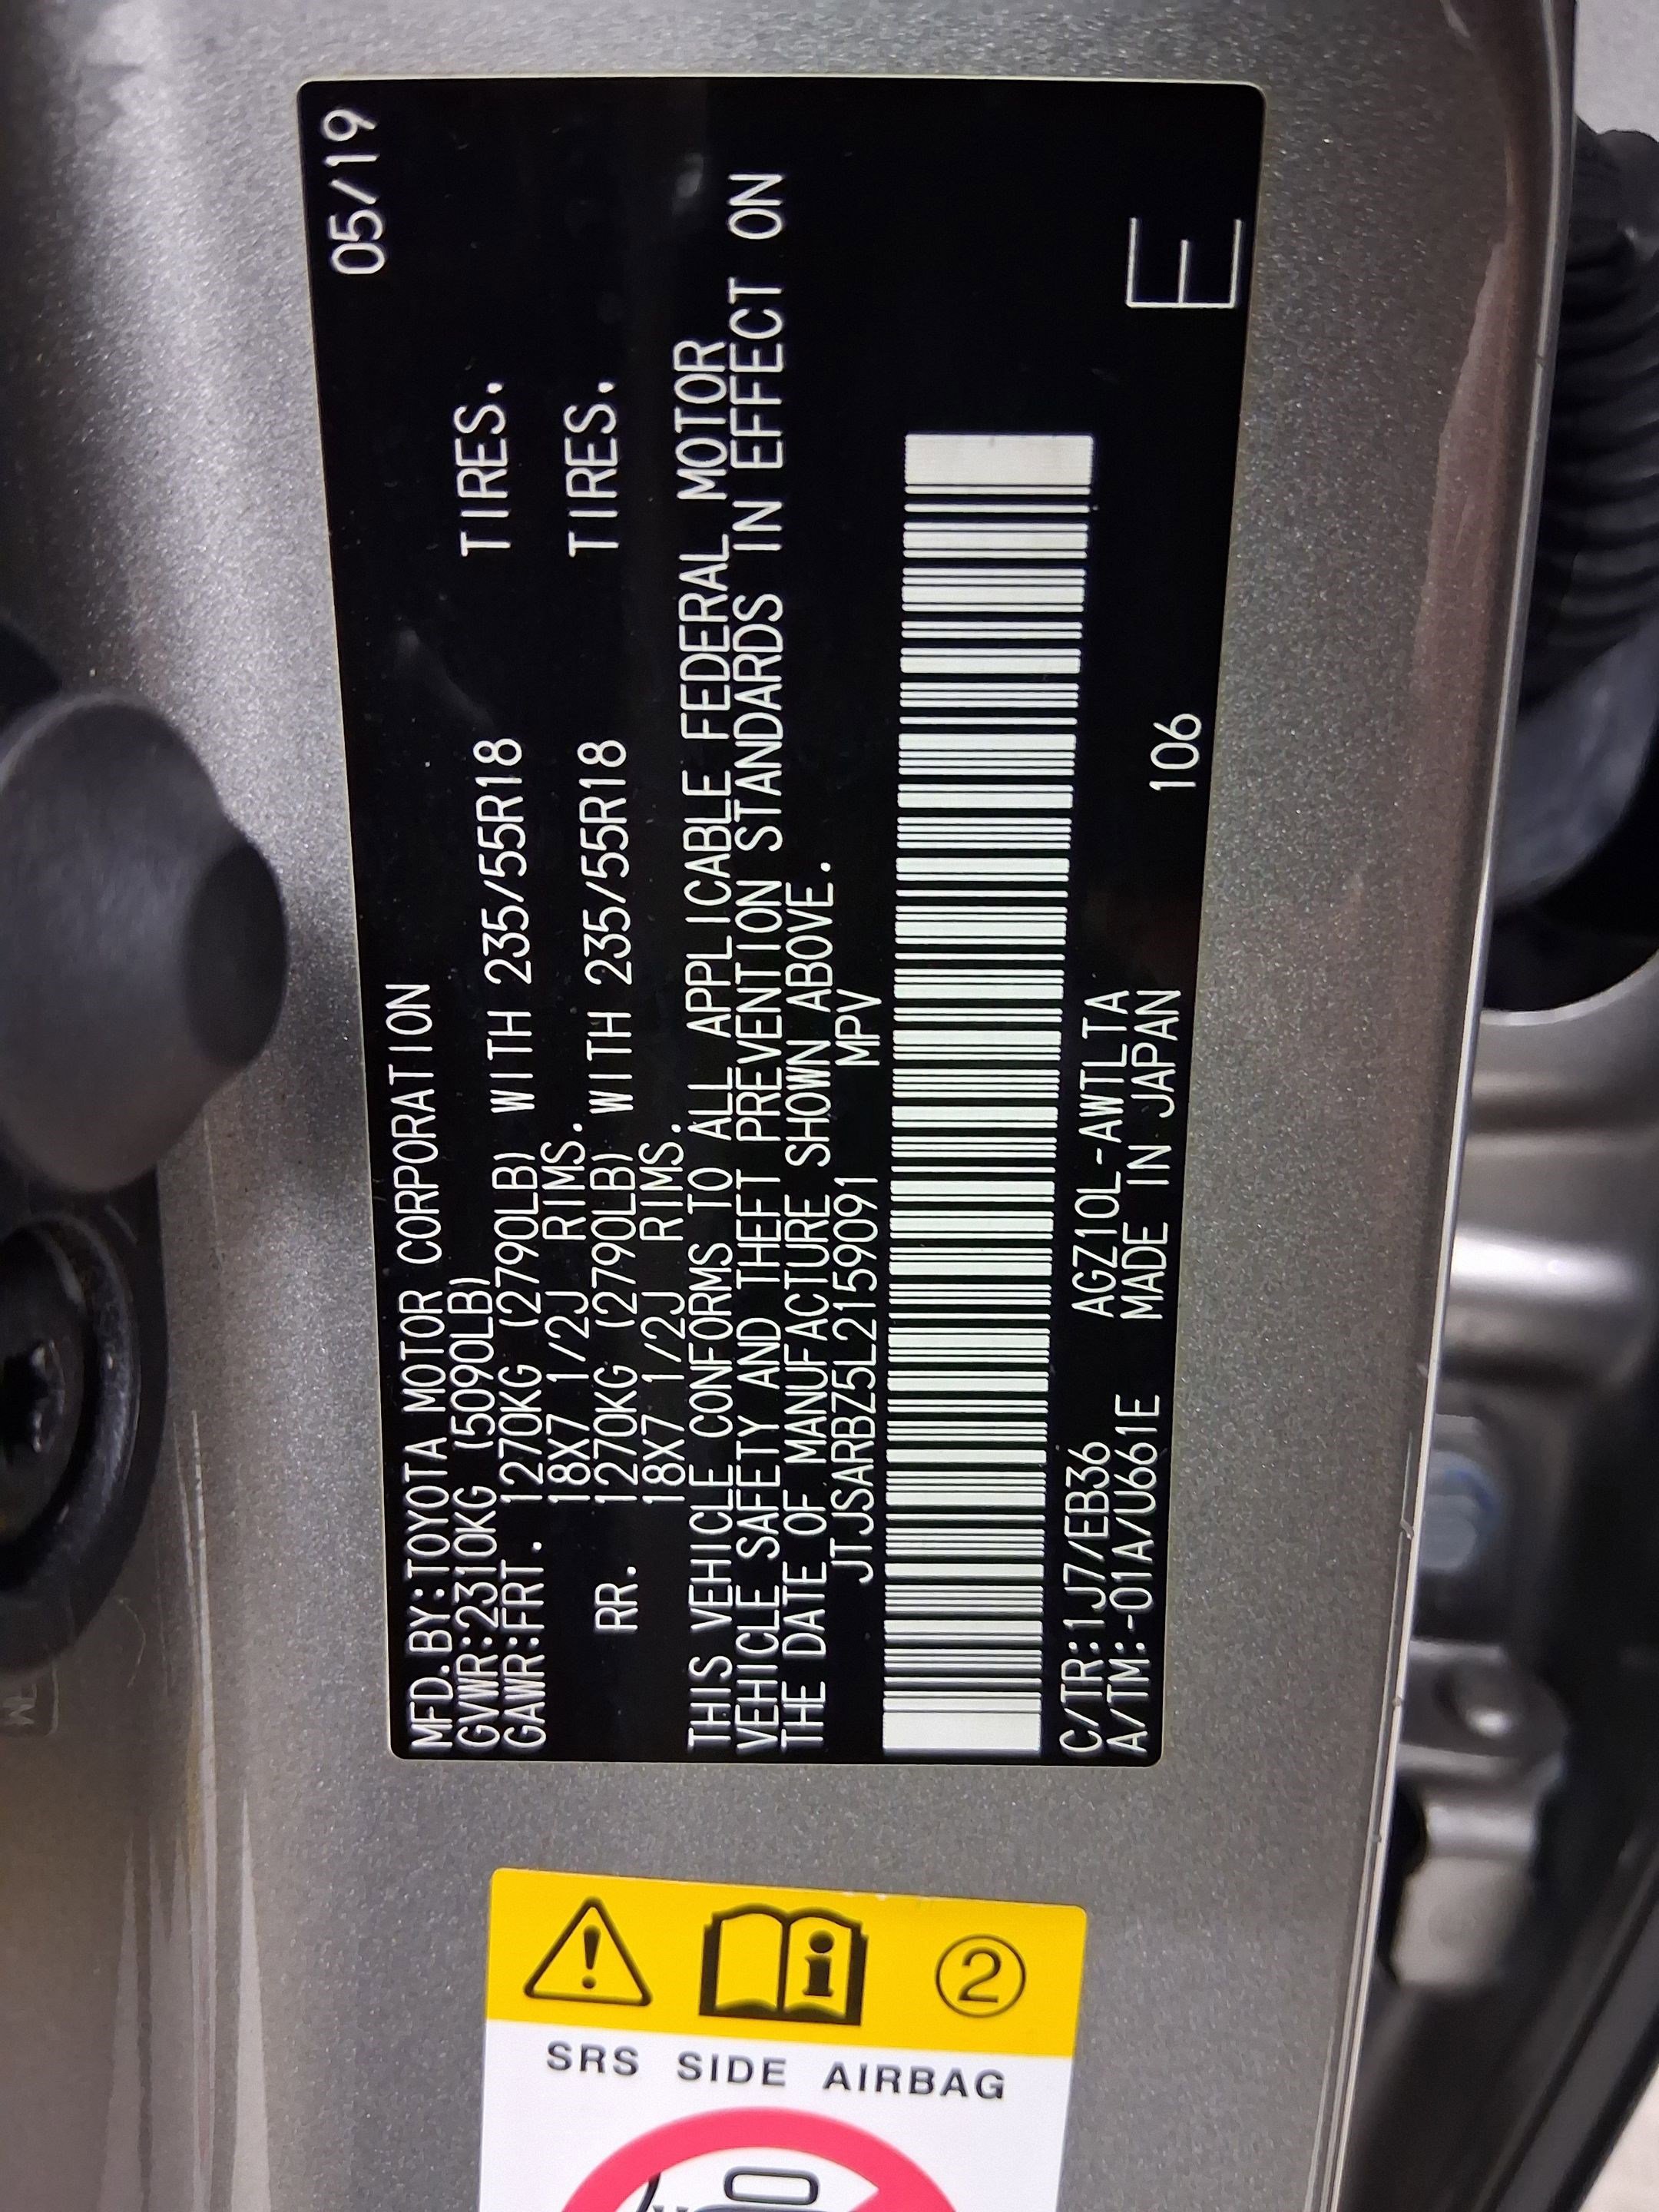 05/19
MFD.BY:TOYOTA MOTOR CORPORATION
GVWR:2310KG (5090LB)
GAWR:FRT. 1270KG (2790LB) WITH 235/55R18 TIRES.
18X7 1/2J RIMS.
RR. 1270KG (2790LB) WITH 235/55R18 TIRES.
18X7 1/2J RIMS.
THIS VEHICLE CONFORMS TO ALL APPLICABLE FEDERAL MOTOR
VEHICLE SAFETY AND THEFT PREVENTION STANDARDS IN EFFECT ON
THE DATE OF MANUFACTURE SHOWN ABOVE.
JTJSARBZ5L2159091 MPV
C/TR:1J7/EB36 AGZ10L-AWTLTA
A/TM:-01A/U661E MADE IN JAPAN 106 E
2
SRS SIDE AIRBAG